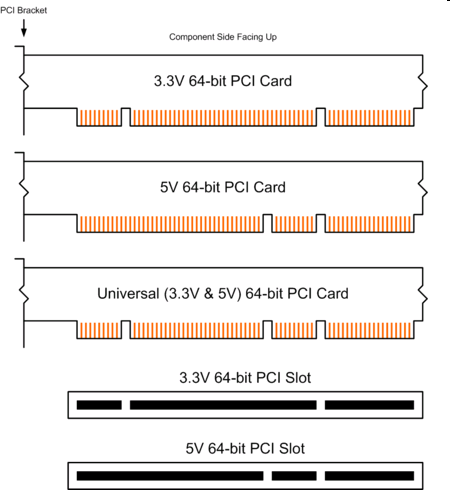 PCI Bracket
Component Side Facing Up
3.3V 64-bit PCI Card
5V 64-bit PCI Card
Universal (3.3V & 5V) 64-bit PCI Card
3.3V 64-bit PCI Slot
5V 64-bit PCI Slot